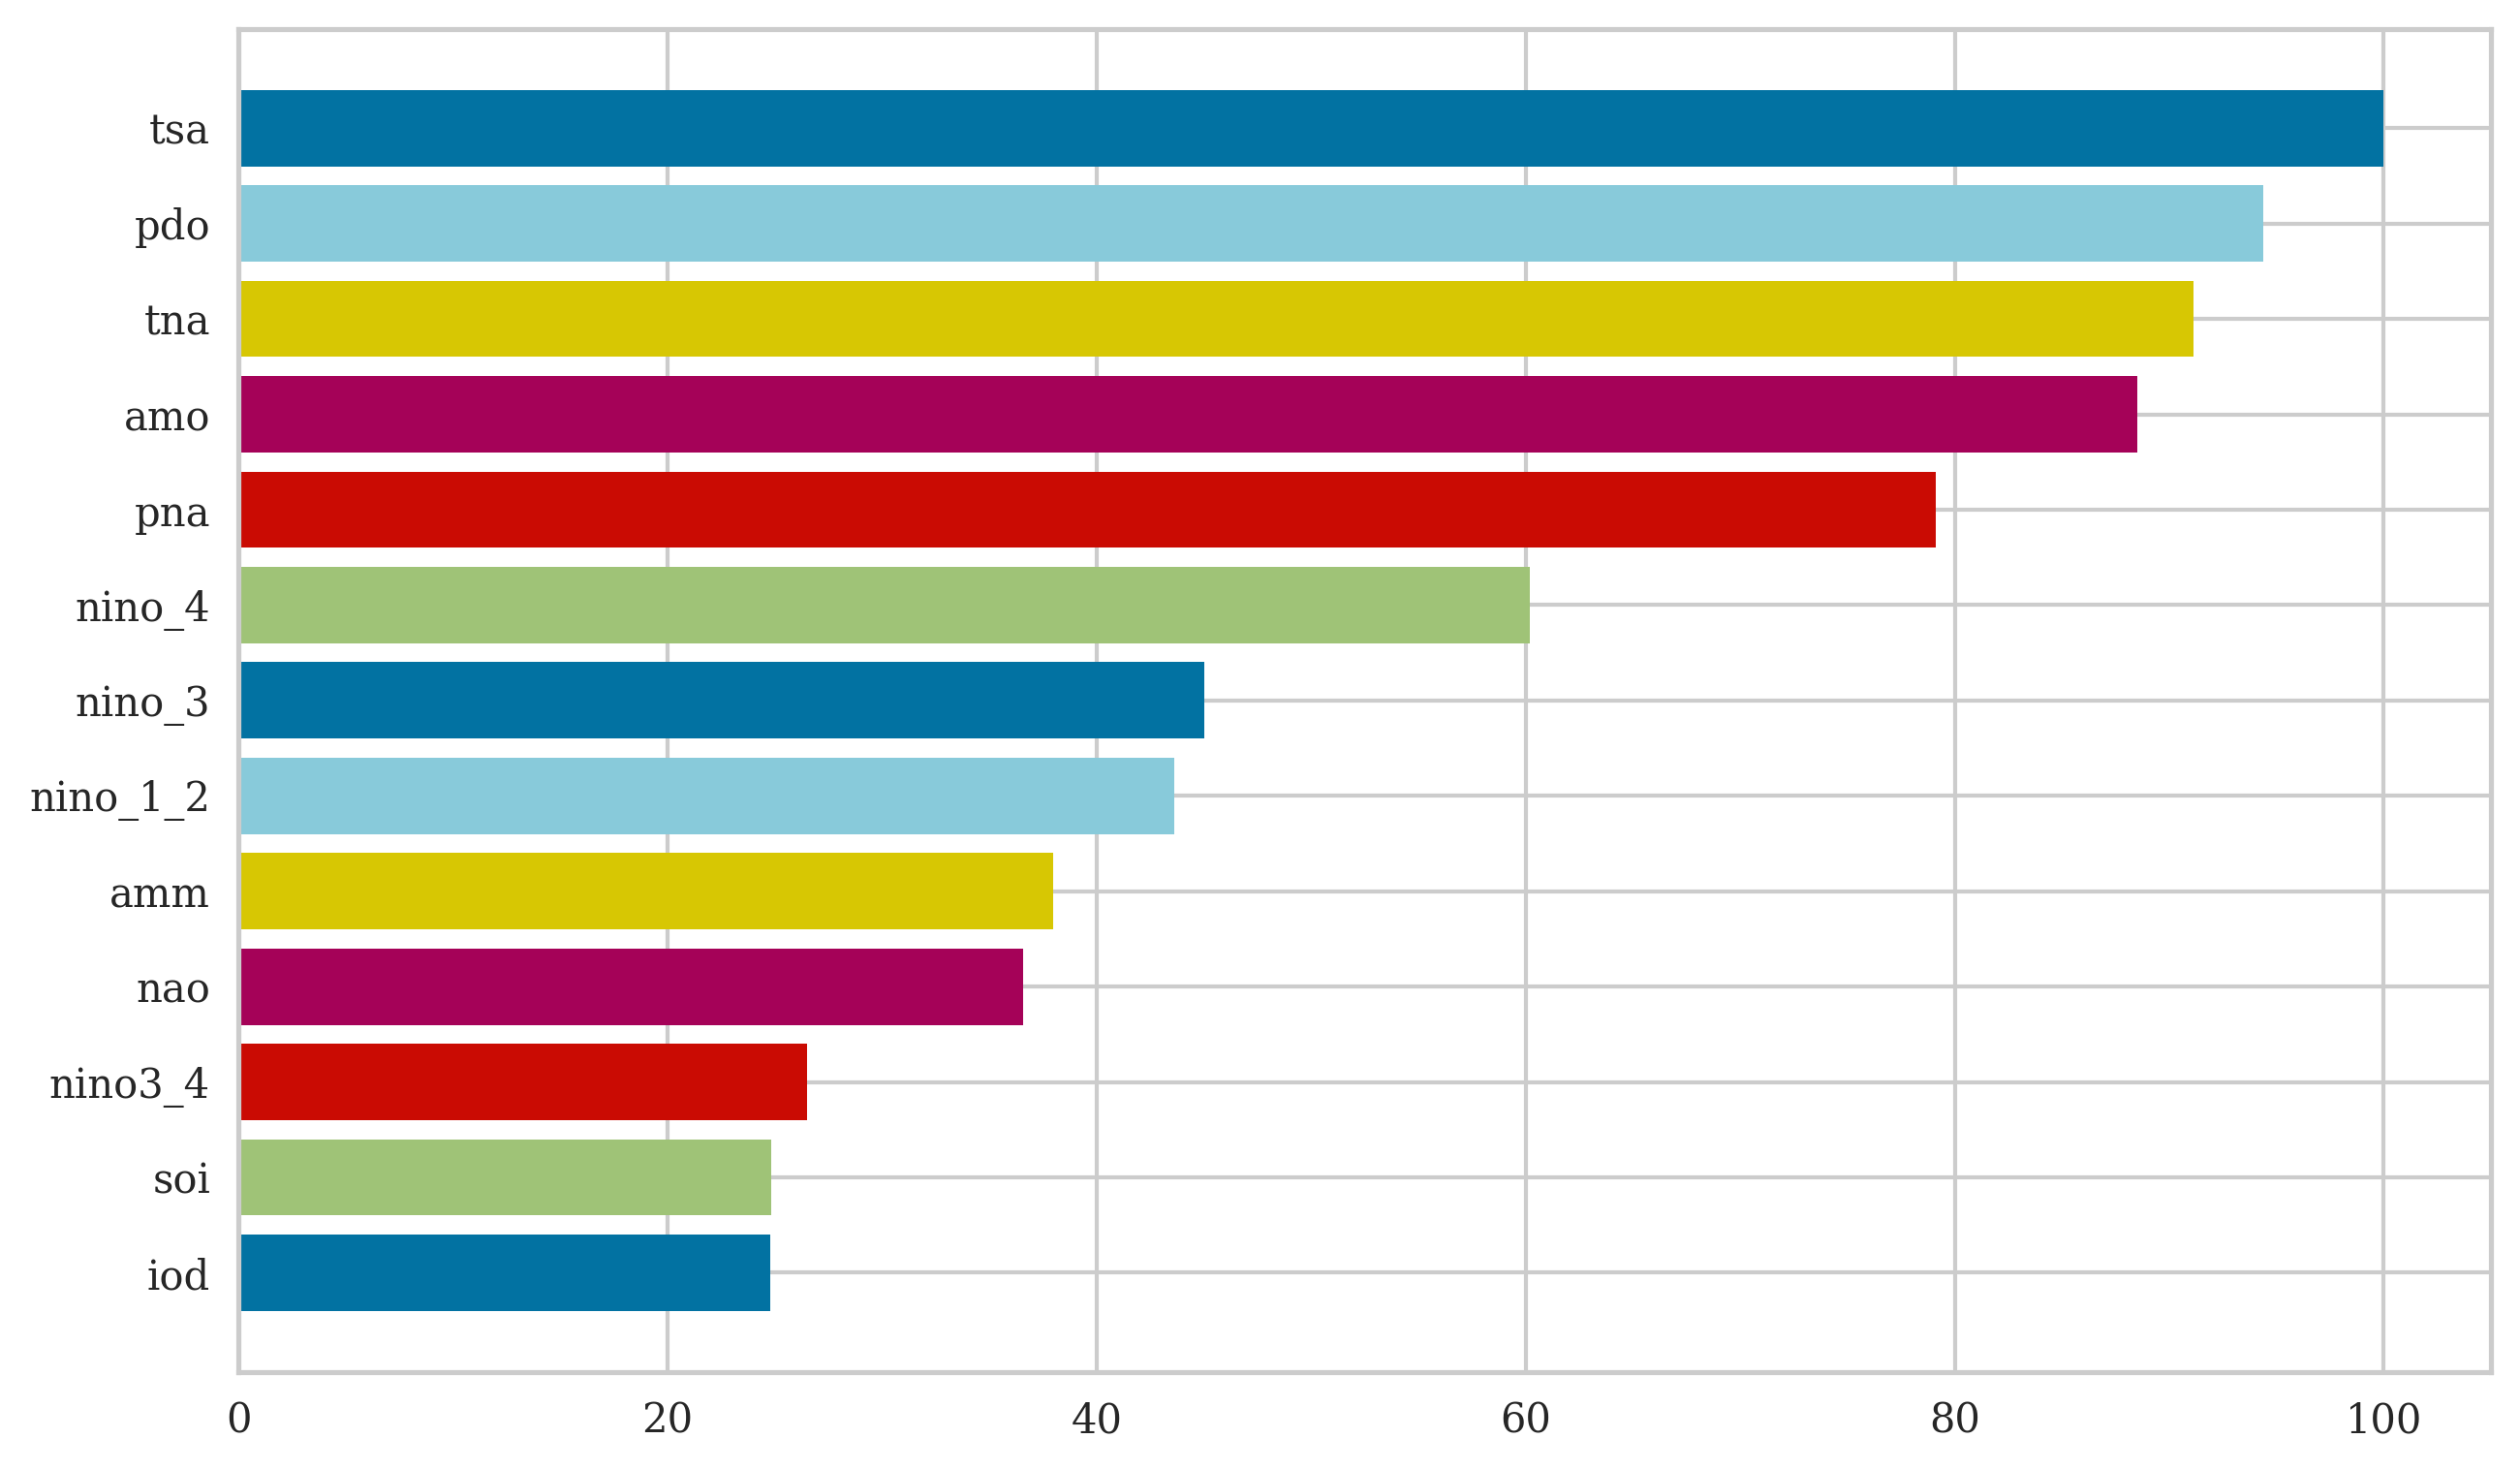 tsa
pdo
tna
amo
pna
nino_4
nino_3
nino_1_2
amm
nao
nino3_4
soi
iod
0 20 40 60 80 100